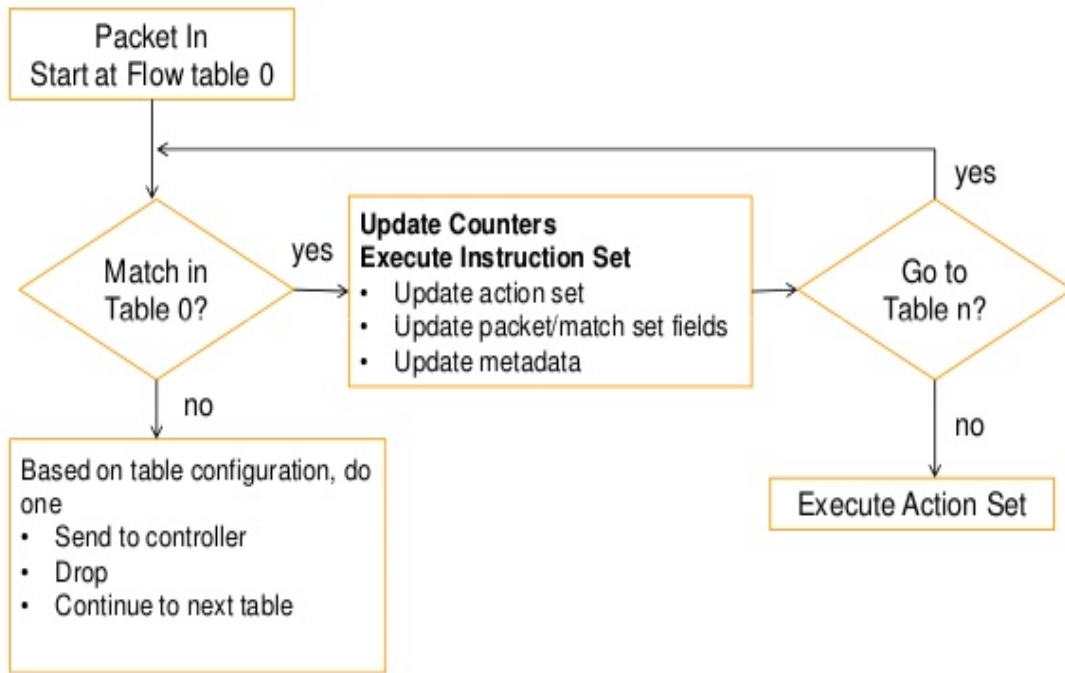 Packet In
Start at Flow table 0
yes
Match in
Table 0?
yes
Update Counters
Execute Instruction Set
• Update action set
• Update packet/match set fields
• Update metadata
Go to
Table n?
no
no
Based on table configuration, do
one
• Send to controller
• Drop
• Continue to next table
Execute Action Set